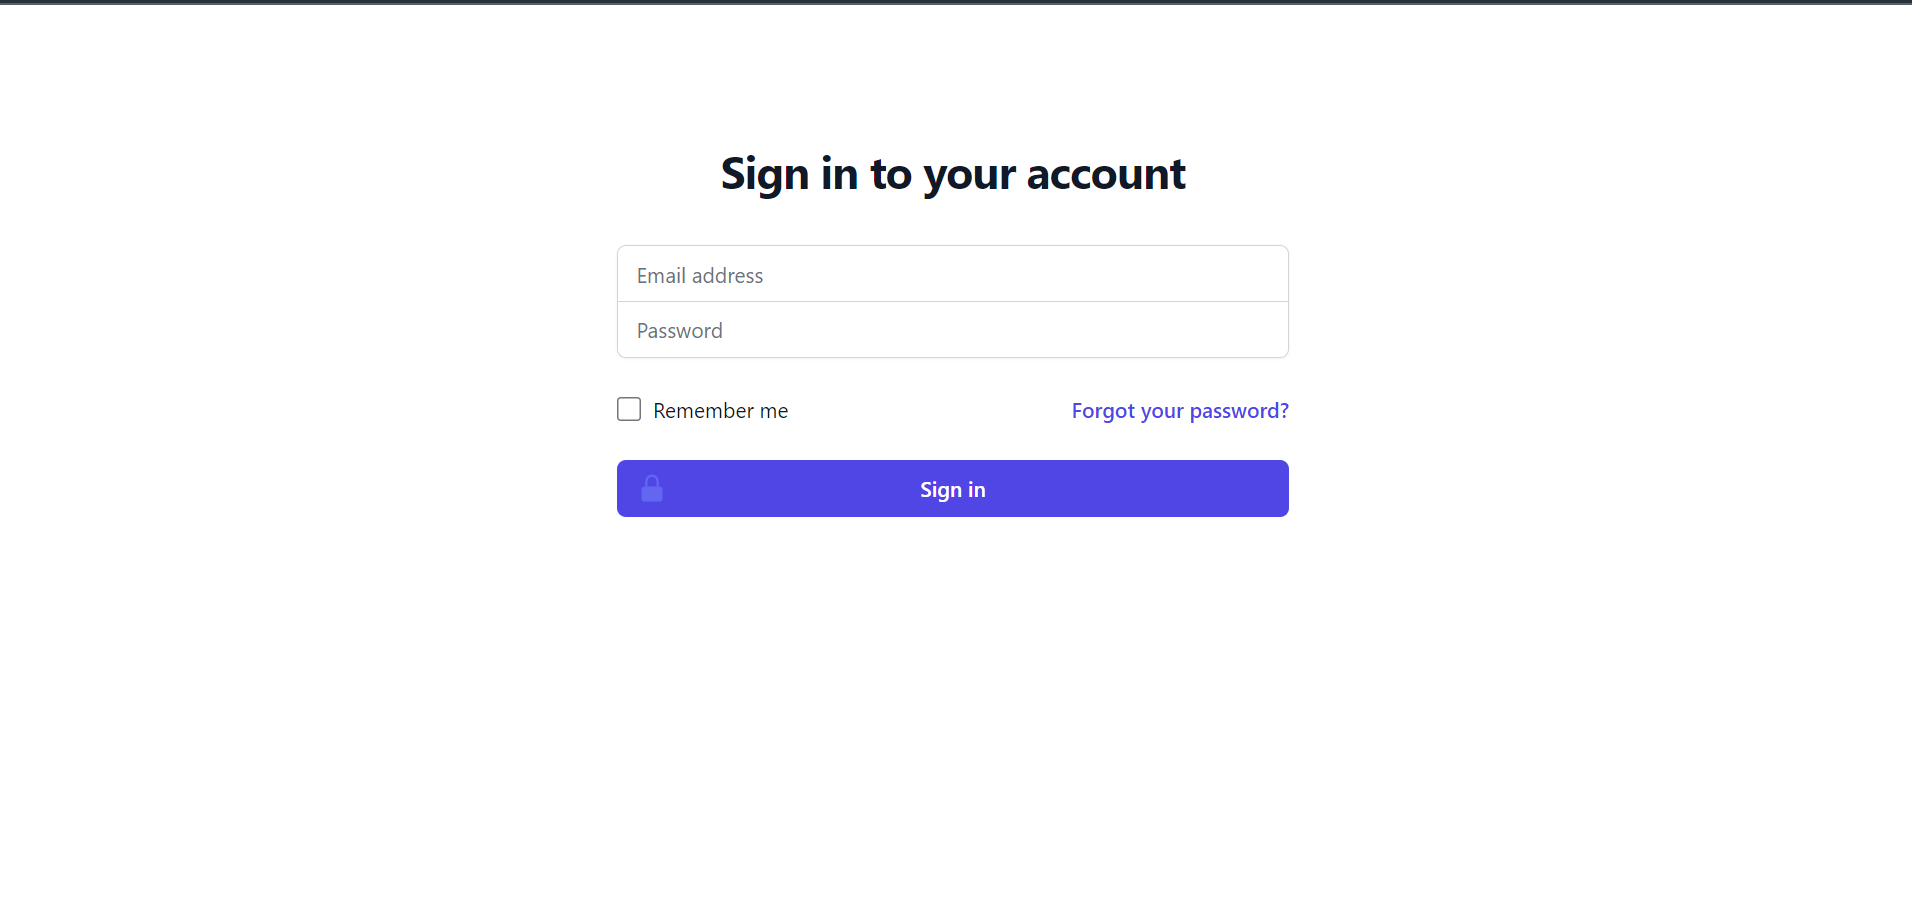 Sign in to your account
Email address
Password
Remember me
Forgot your password?
Sign in